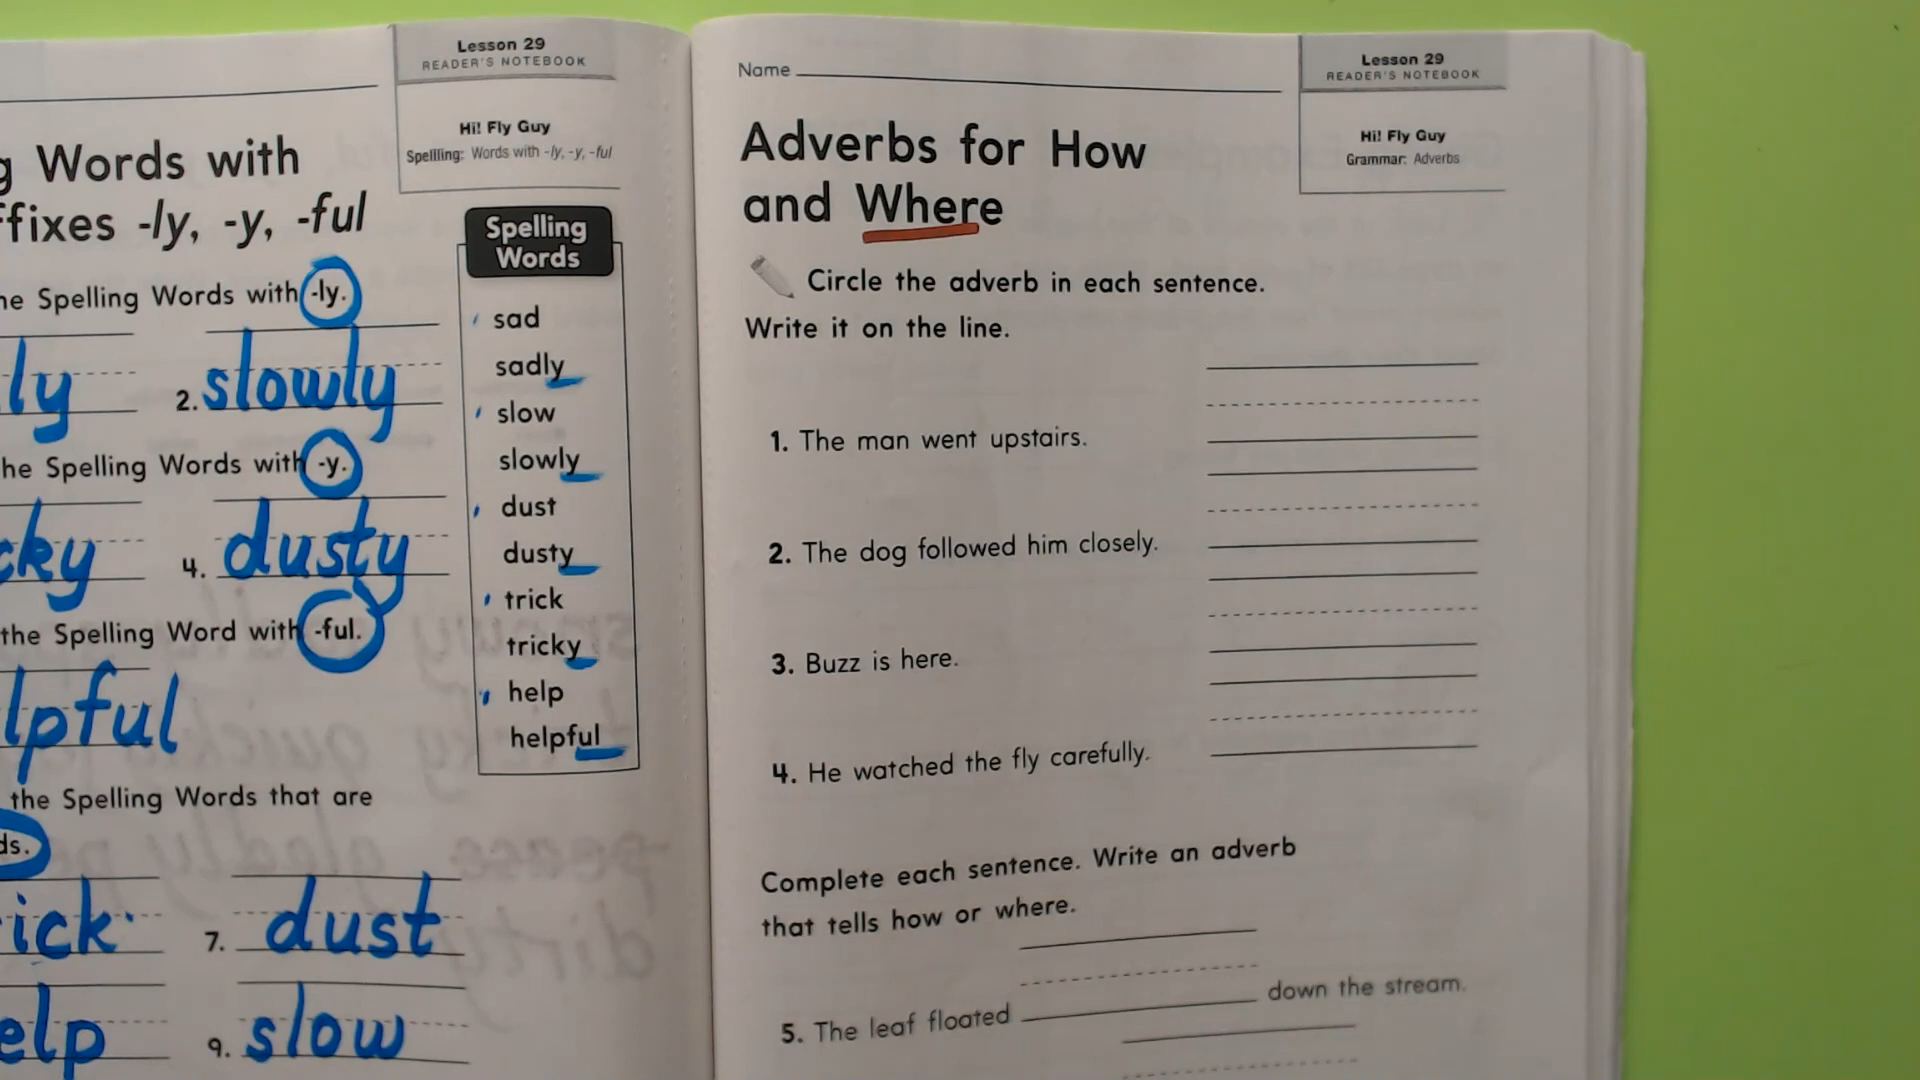 Lesson 29
READER'S NOTEBOOK
Hi! Fly Guy
Spellling: Words with -ly, -y, -ful
Words with
-ly, -y, -ful
Spelling Words with -ly.
ly
2. slowly
Spelling Words with -y.
cky
4. dusty
the Spelling Word with -ful.
lpful
the Spelling Words that are
ds.
ick
7. dust
elp
9. slow
Spelling
Words
sad
sadly
slow
slowly
dust
dusty
trick
tricky
help
helpful
Name
Lesson 29
READER'S NOTEBOOK
Hi! Fly Guy
Grammar: Adverbs
Adverbs for How
and Where
Circle the adverb in each sentence.
Write it on the line.
1. The man went upstairs.
2. The dog followed him closely.
3. Buzz is here.
4. He watched the fly carefully.
Complete each sentence. Write an adverb
that tells how or where.
5. The leaf floated down the stream.